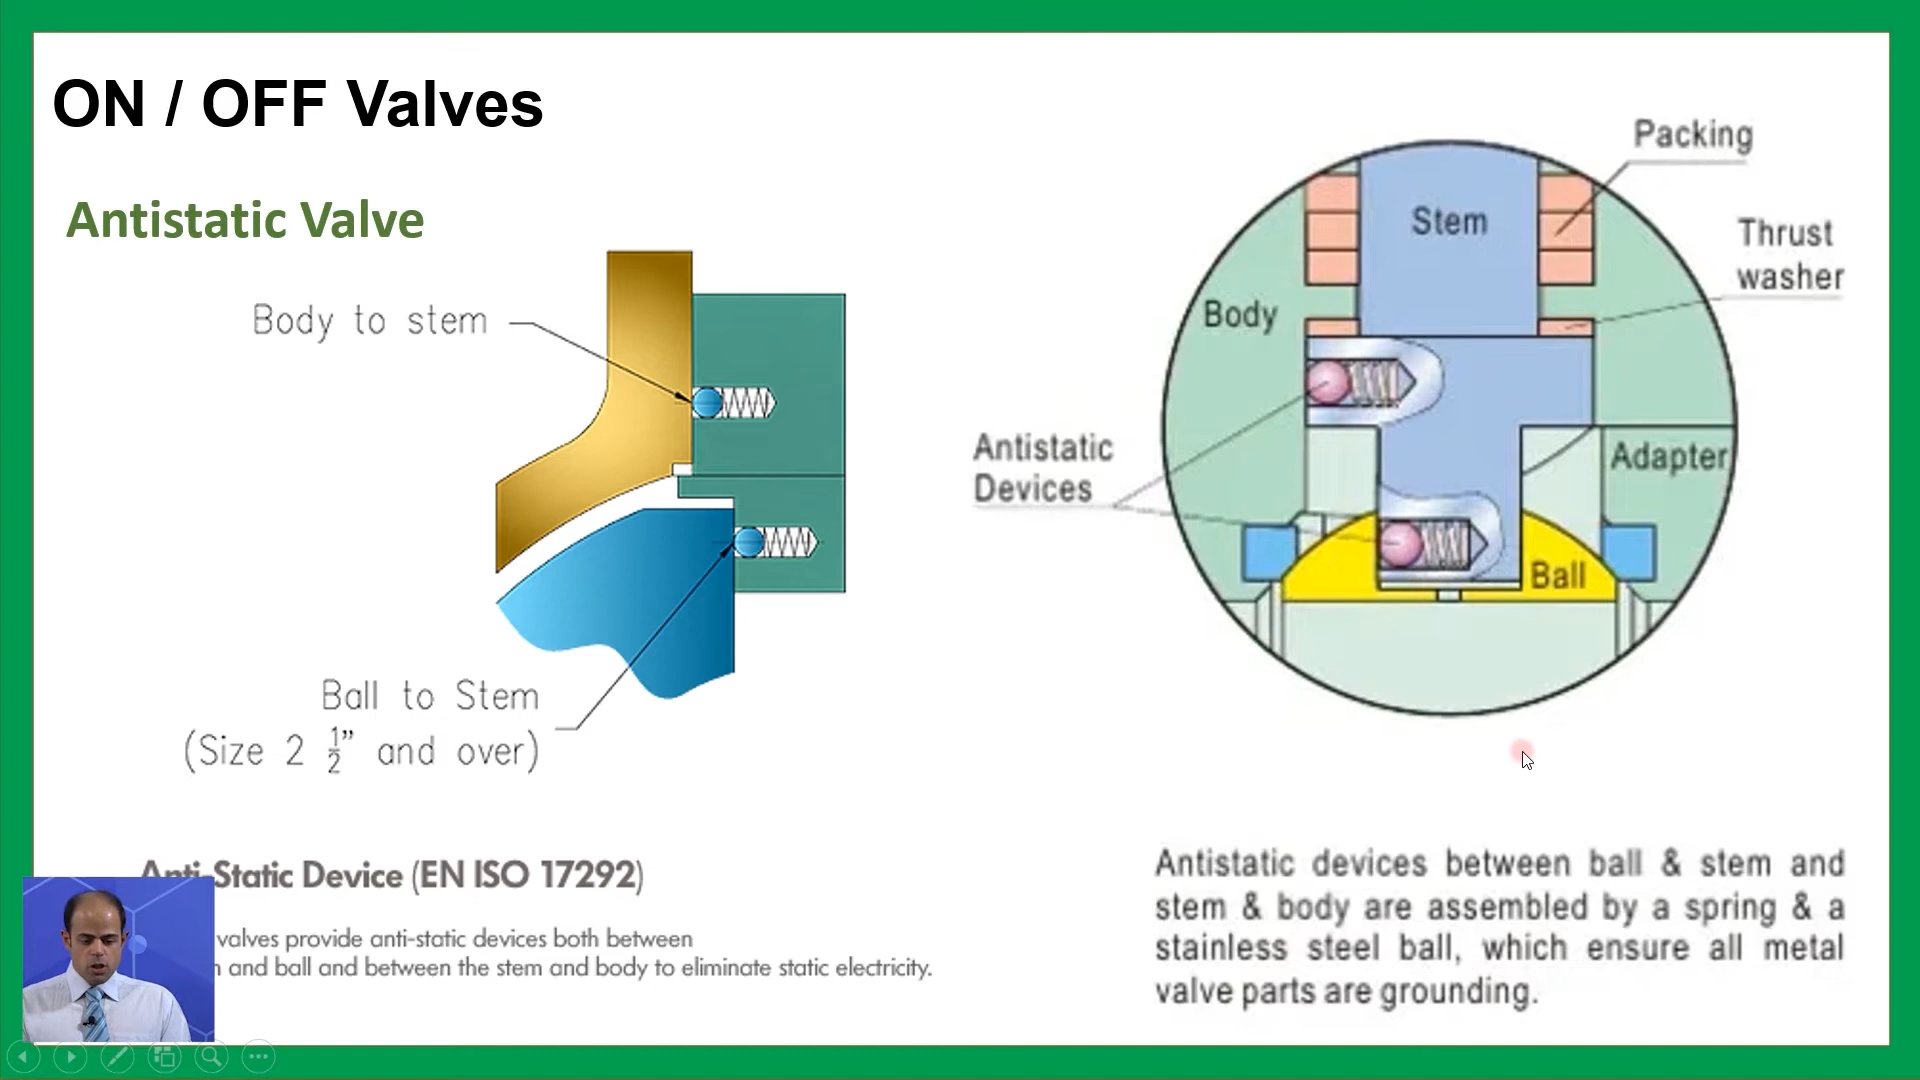 ON / OFF Valves
Antistatic Valve
Body to stem
Ball to Stem
(Size 2 1/2” and over)
Anti-Static Device (EN ISO 17292)
valves provide anti-static devices both between
and ball and between the stem and body to eliminate static electricity.
Packing
Stem
Thrust
washer
Body
Antistatic
Devices
Adapter
Ball
Antistatic devices between ball & stem and
stem & body are assembled by a spring & a
stainless steel ball, which ensure all metal
valve parts are grounding.